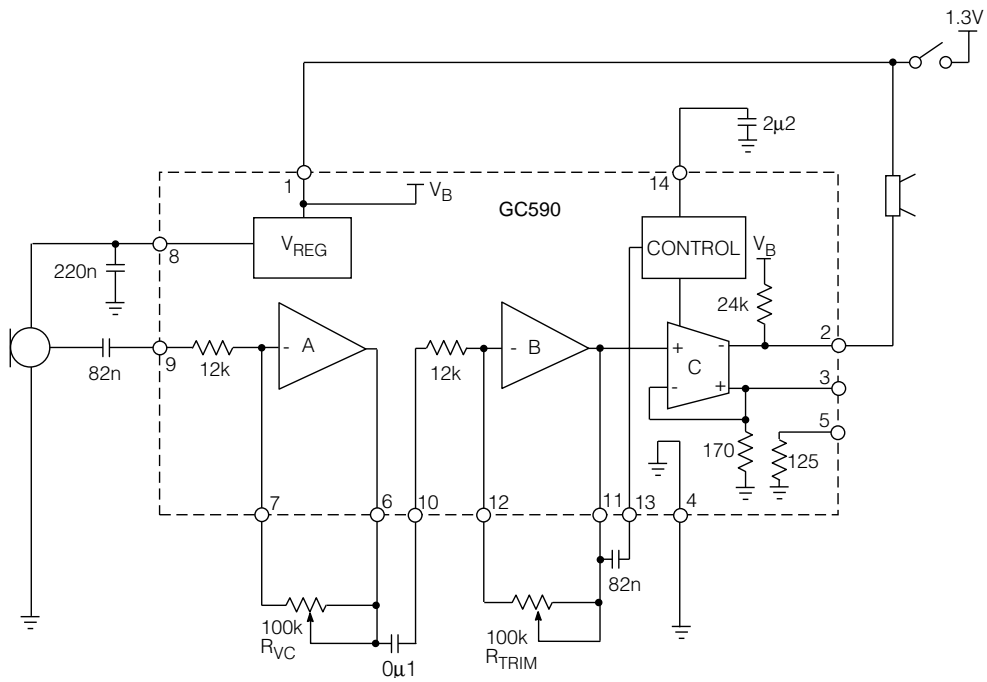 1.3V
2µ2
1
14
V_B
GC590
V_REG
CONTROL
V_B
8
220n
24k
- A
- B
+
-
C
-
+
2
82n
9
12k
12k
3
5
170
125
7
6
10
12
11
13
4
82n
100k
R_VC
0µ1
100k
R_TRIM